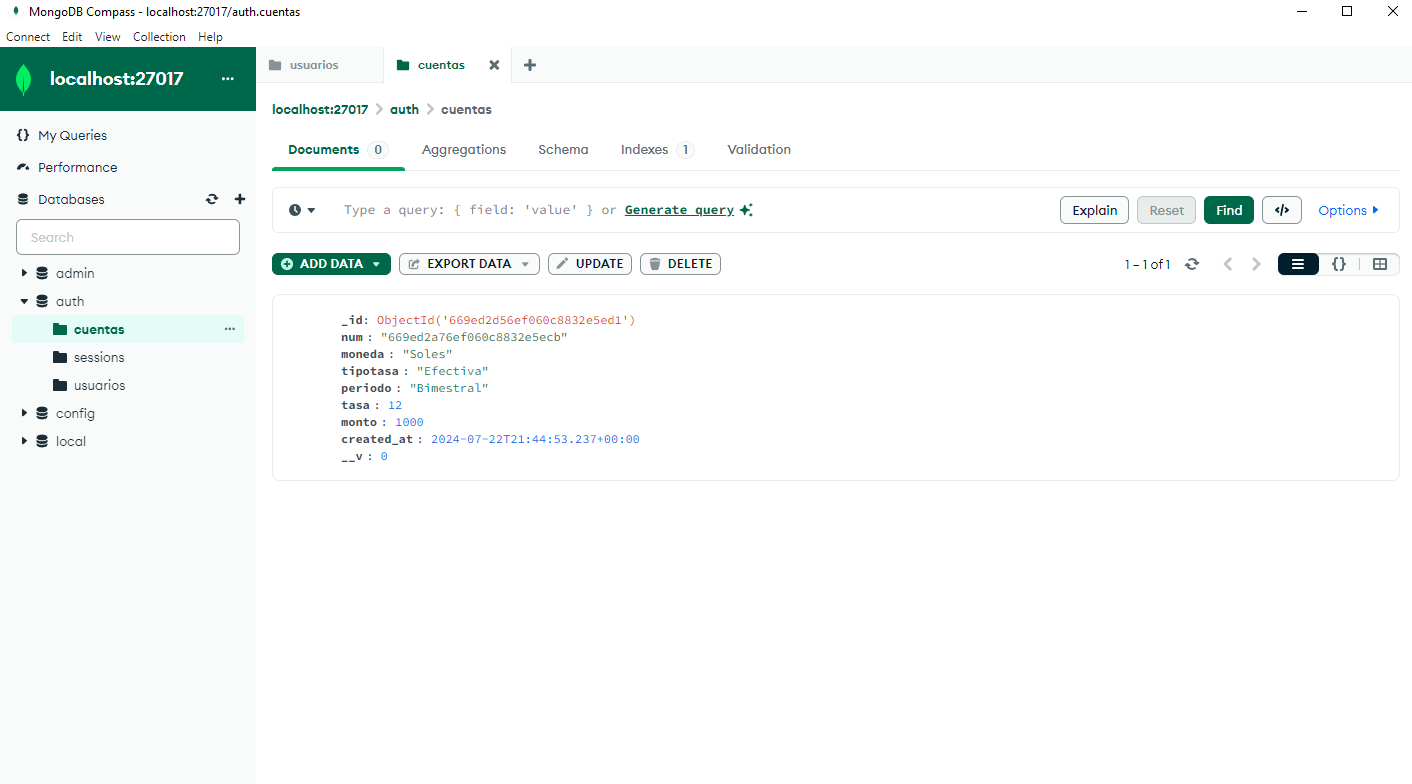 MongoDB Compass - localhost:27017/auth.cuentas
Connect Edit View Collection Help
localhost:27017 ...
My Queries
Performance
Databases
Search
admin
auth
cuentas ...
sessions
usuarios
config
local
usuarios
cuentas
localhost:27017 > auth > cuentas
Documents 0 Aggregations Schema Indexes 1 Validation
Type a query: { field: 'value' } or Generate query
Explain Reset Find </> Options
ADD DATA EXPORT DATA UPDATE DELETE
1 – 1 of 1 {}
_id: ObjectId('669ed2d56ef060c8832e5ed1')
num : "669ed2a76ef060c8832e5ecb"
moneda : "Soles"
tipotasa : "Efectiva"
periodo : "Bimestral"
tasa : 12
monto : 1000
created_at : 2024-07-22T21:44:53.237+00:00
__v : 0